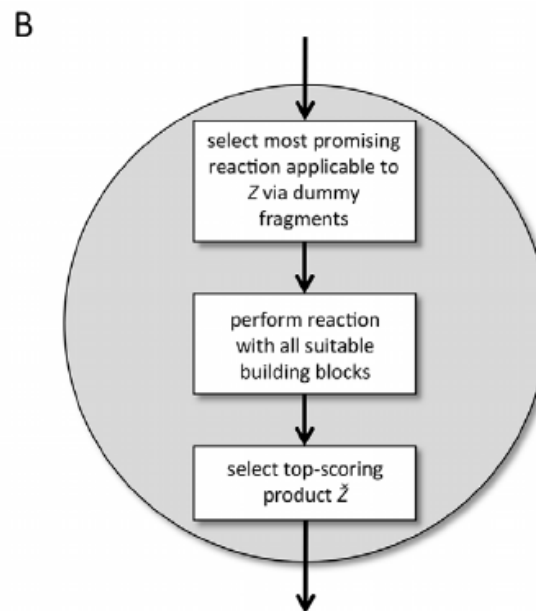 B
select most promising
reaction applicable to
Z via dummy
fragments
perform reaction
with all suitable
building blocks
select top-scoring
product Ž